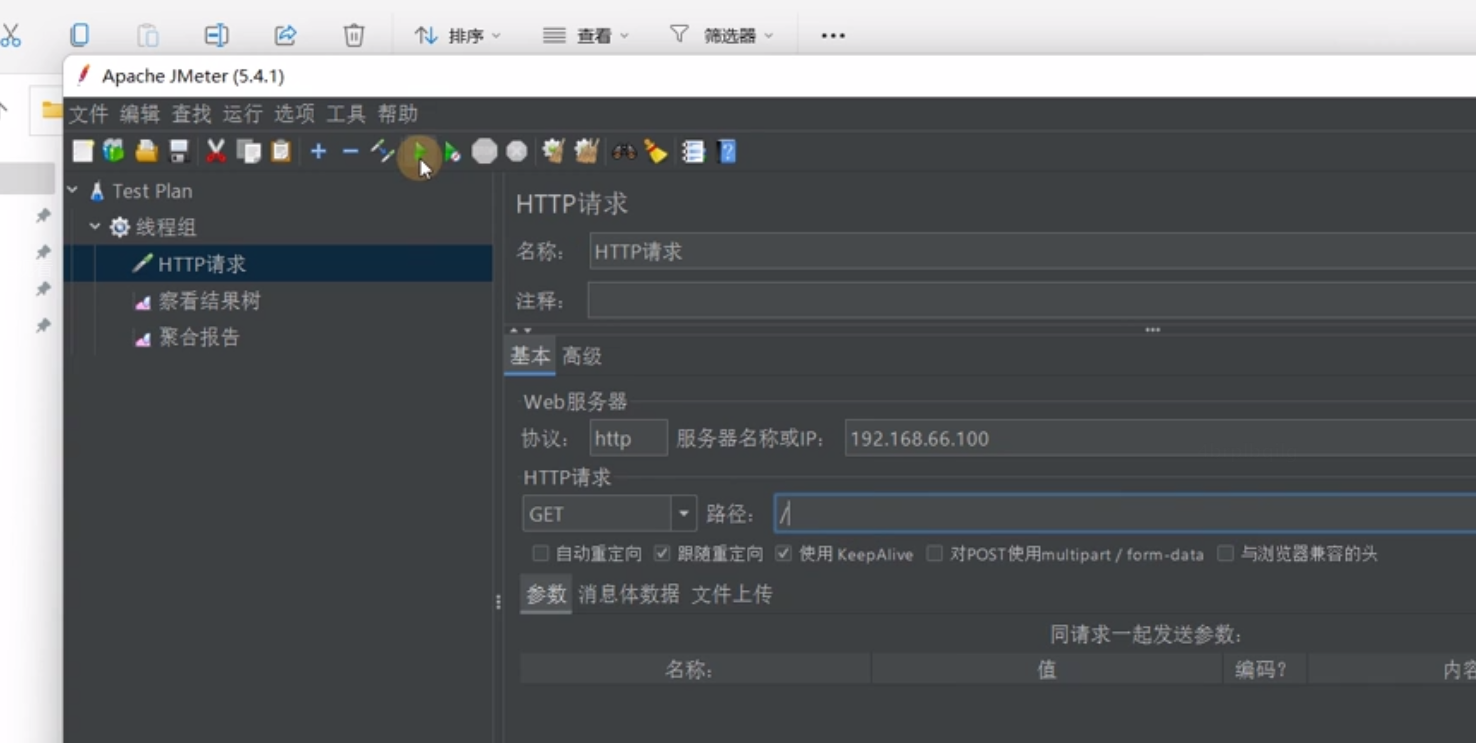 排序 查看 筛选器
Apache JMeter (5.4.1)
文件 编辑 查找 运行 选项 工具 帮助
Test Plan
线程组
HTTP请求
察看结果树
聚合报告
HTTP请求
名称： HTTP请求
注释：
基本 高级
Web服务器
协议： http 服务器名称或IP： 192.168.66.100
HTTP请求
GET 路径： /
自动重定向 跟随重定向 使用 KeepAlive 对POST使用multipart / form-data 与浏览器兼容的头
参数 消息体数据 文件上传
同请求一起发送参数：
名称： 值 编码？ 内容